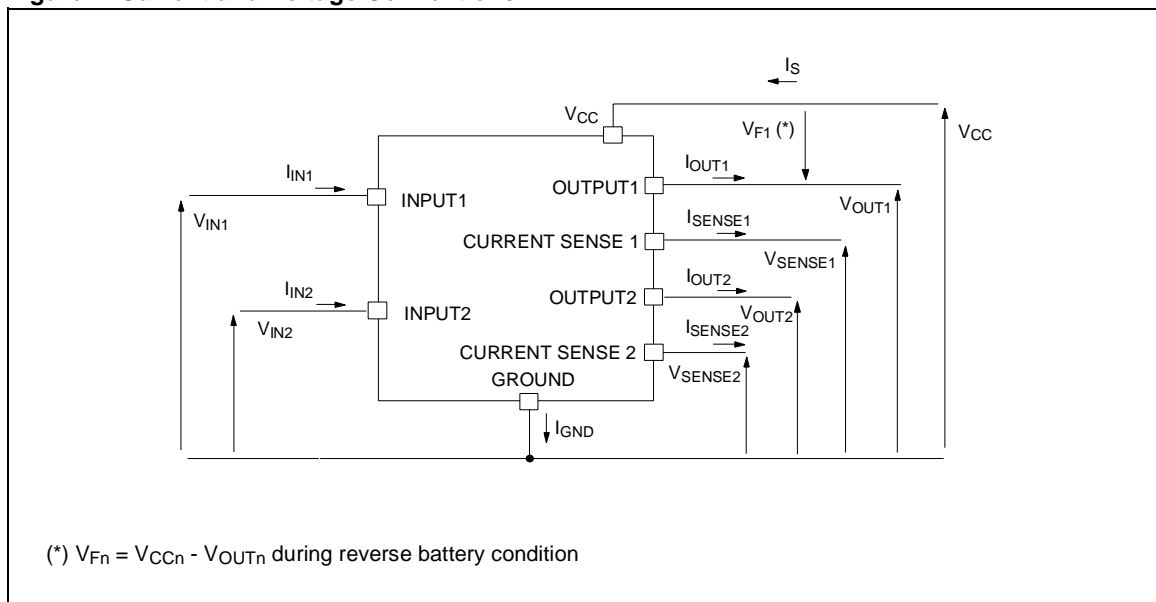 IS
VCC
VF1 (*)
VCC
IIN1
INPUT1
VIN1
OUTPUT1
IOUT1
VOUT1
CURRENT SENSE 1
ISENSE1
VSENSE1
IIN2
INPUT2
VIN2
OUTPUT2
IOUT2
VOUT2
CURRENT SENSE 2
ISENSE2
VSENSE2
GROUND
IGND
(*) VFn = VCCn - VOUTn during reverse battery condition